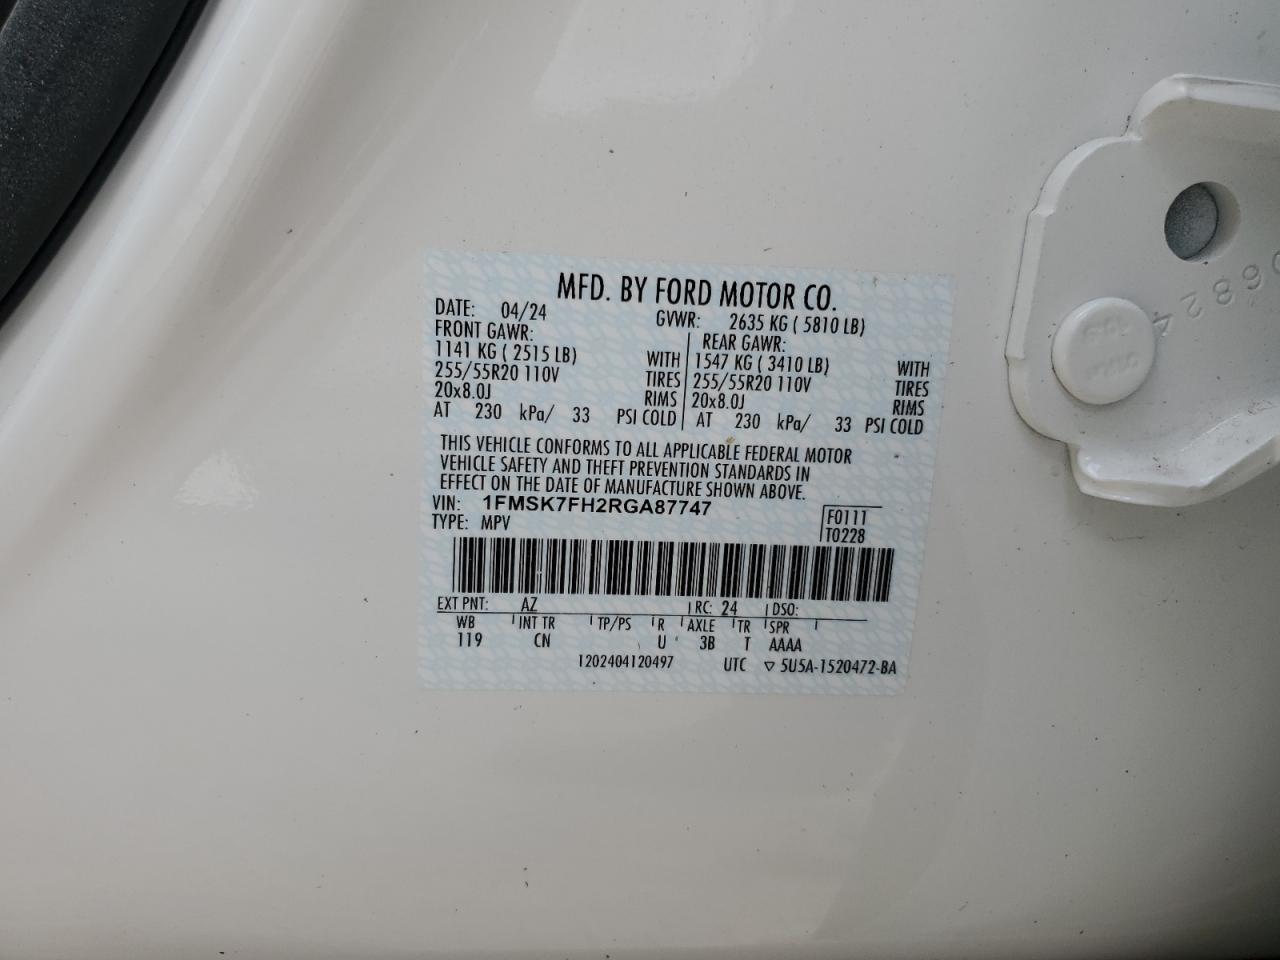 MFD. BY FORD MOTOR CO.
DATE: 04/24 GVWR: 2635 KG ( 5810 LB)
FRONT GAWR: REAR GAWR:
1141 KG ( 2515 LB) WITH 1547 KG ( 3410 LB) WITH
255/55R20 110V TIRES 255/55R20 110V TIRES
20x8.0J RIMS 20x8.0J RIMS
AT 230 kPa/ 33 PSI COLD AT 230 kPa/ 33 PSI COLD
THIS VEHICLE CONFORMS TO ALL APPLICABLE FEDERAL MOTOR
VEHICLE SAFETY AND THEFT PREVENTION STANDARDS IN
EFFECT ON THE DATE OF MANUFACTURE SHOWN ABOVE.
VIN: 1FMSK7FH2RGA87747
TYPE: MPV
F0111
T0228
EXT PNT: AZ RC: 24 DSO:
WB INT TR TP/PS R AXLE TR SPR
119 CN U 3B T AAAA
1202404120497 UTC ▽ 5U5A-1520472-BA